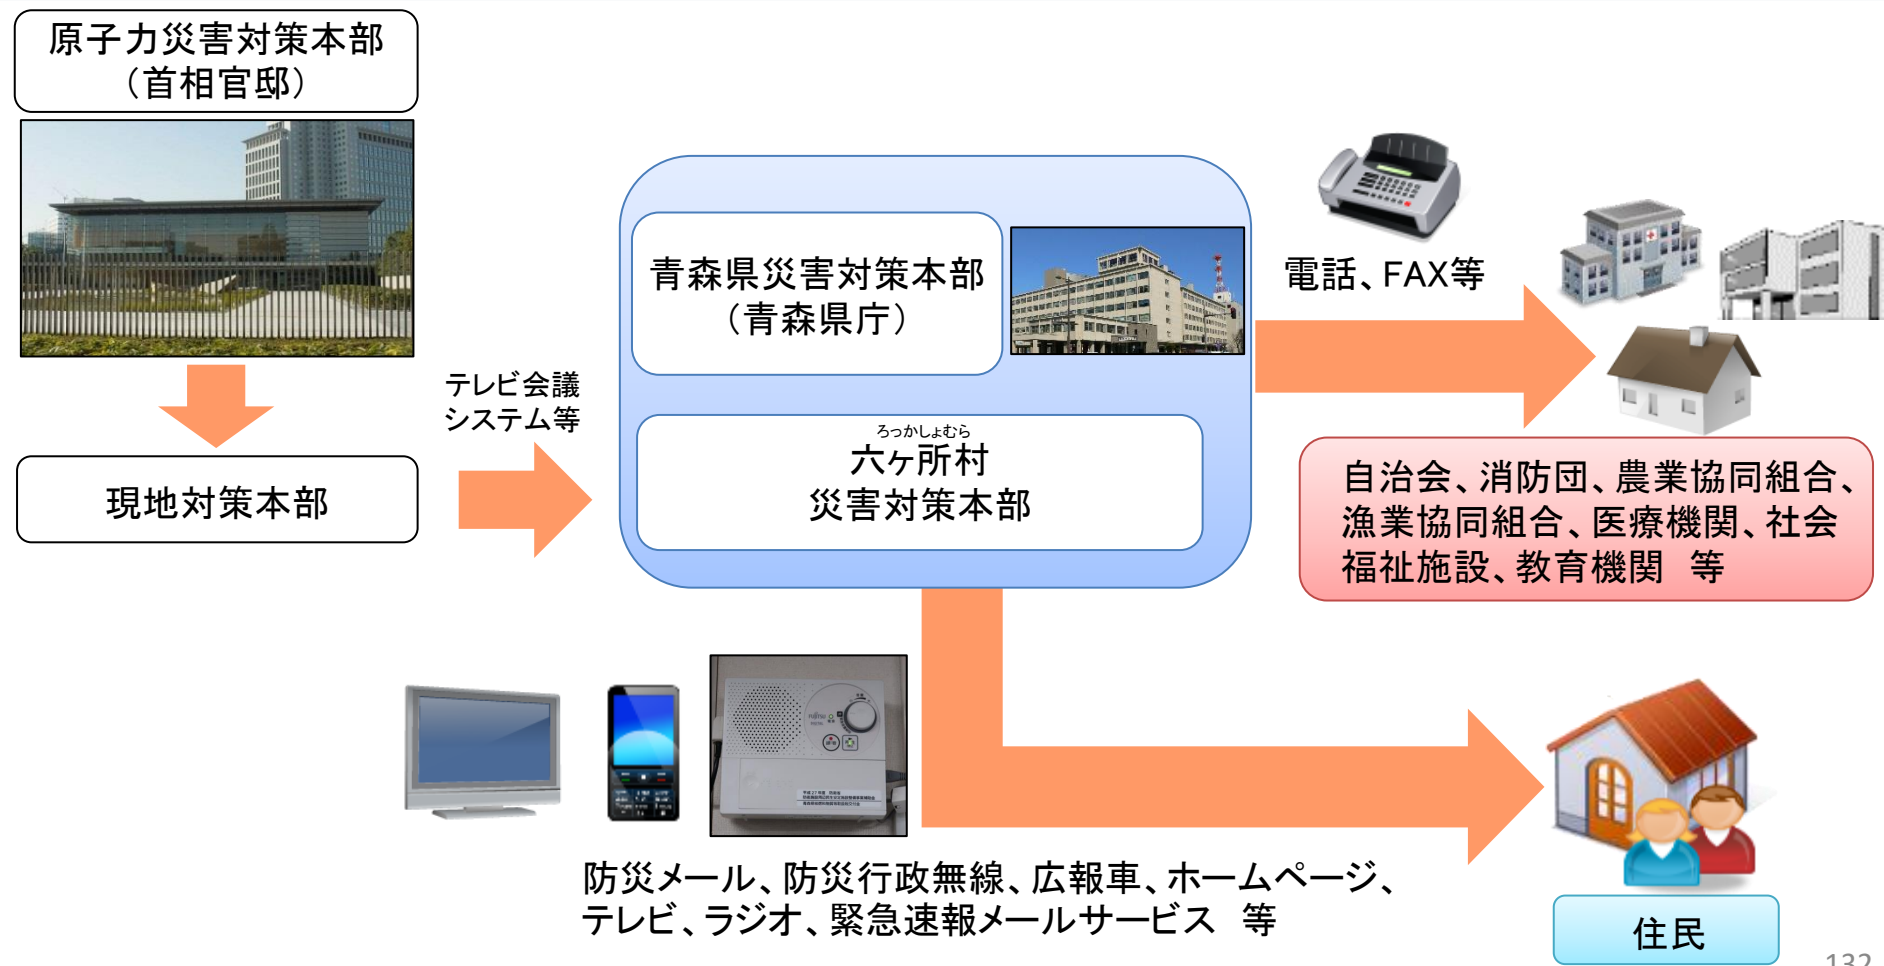 原子力災害対策本部
（首相官邸）
現地対策本部
テレビ会議
システム等
青森県災害対策本部
（青森県庁）
ろっかしょむら
六ヶ所村
災害対策本部
電話、FAX等
自治会、消防団、農業協同組合、
漁業協同組合、医療機関、社会
福祉施設、教育機関　等
防災メール、防災行政無線、広報車、ホームページ、
テレビ、ラジオ、緊急速報メールサービス　等
住民
132